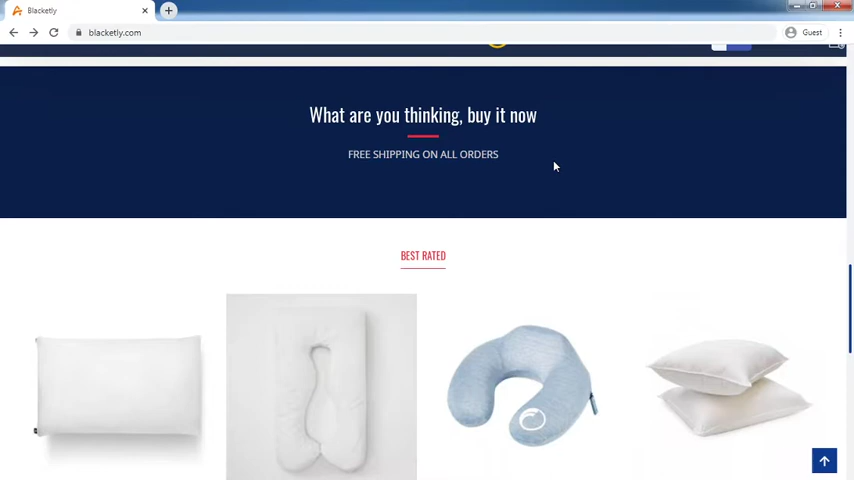 Blacketly
blacketly.com
Guest
What are you thinking, buy it now
FREE SHIPPING ON ALL ORDERS
BEST RATED